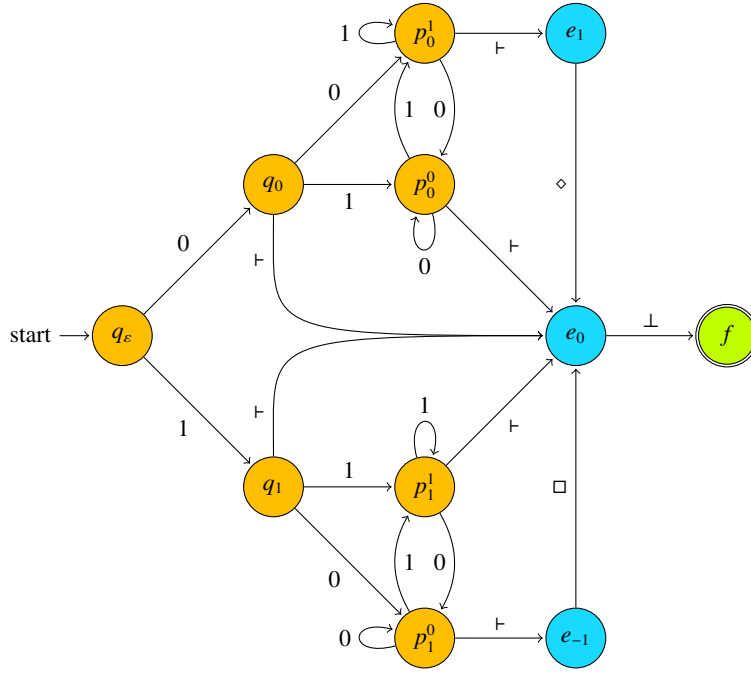 1 p_0^1 ⊢ e_1
0
1 0
q_0 1 p_0^0 ⋄
0 ⊢ 0 ⊢
start q_ε e_0 ⊥ f
1 ⊢ 1 ⊢
q_1 1 p_1^1 □
0 1 0
0 p_1^0 ⊢ e_{−1}